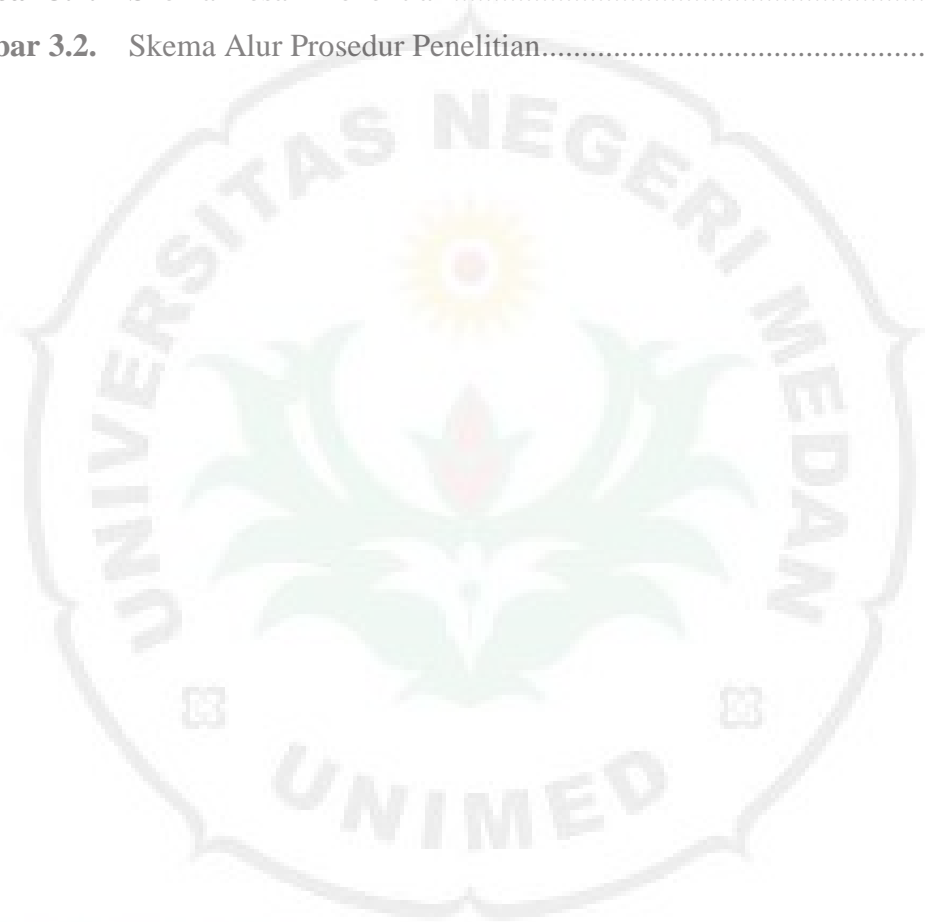 bar 3.2. Skema Alur Prosedur Penelitian
UNIVERSITAS NEGERI MEDAN
UNIMED